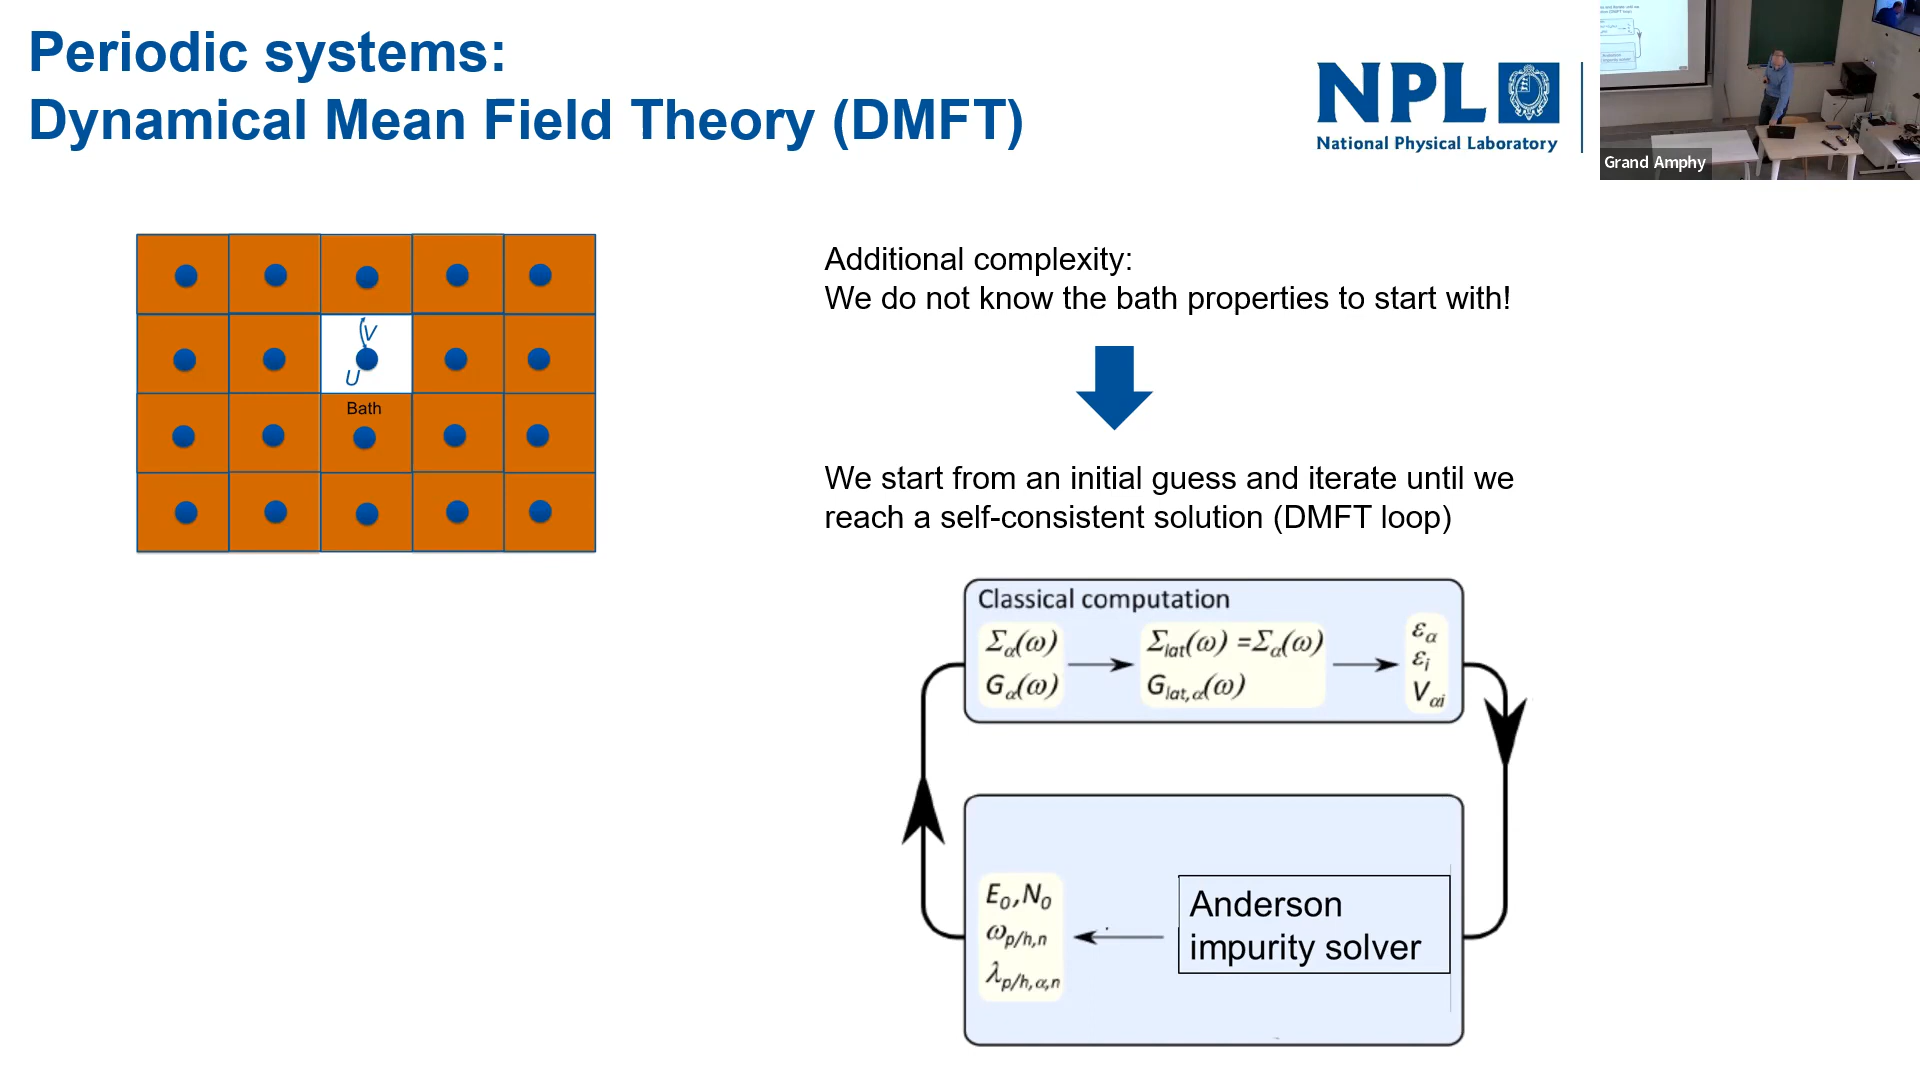 Periodic systems:
Dynamical Mean Field Theory (DMFT)
NPL
National Physical Laboratory
Grand Amphy
V
U
Bath
Additional complexity:
We do not know the bath properties to start with!
We start from an initial guess and iterate until we
reach a self-consistent solution (DMFT loop)
Classical computation
Σα(ω)
Gα(ω)
Σlat(ω) =Σα(ω)
Glat,α(ω)
εα
εi
Vαi
E0,N0
ωp/h,n
λp/h,α,n
Anderson
impurity solver